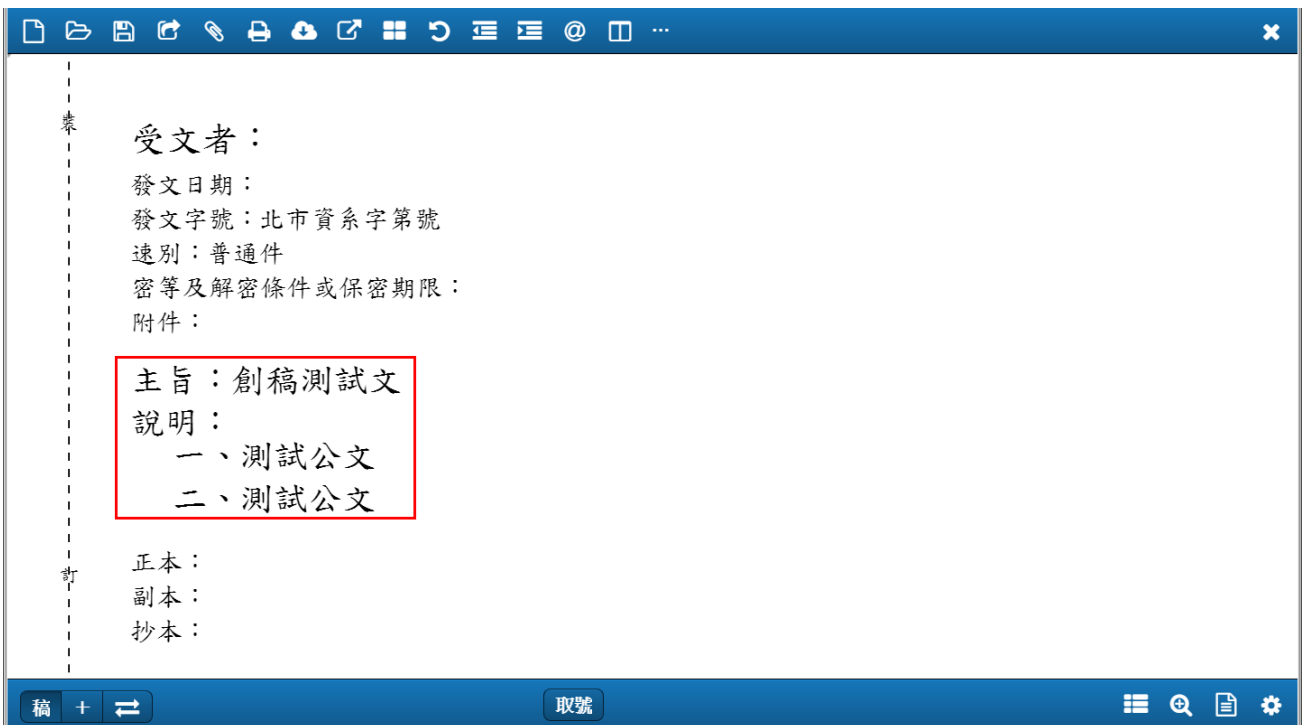 裝
受文者：
發文日期：
發文字號：北市資系字第號
速別：普通件
密等及解密條件或保密期限：
附件：
主旨：創稿測試文
說明：
一、測試公文
二、測試公文
訂
正本：
副本：
抄本：
稿
取號